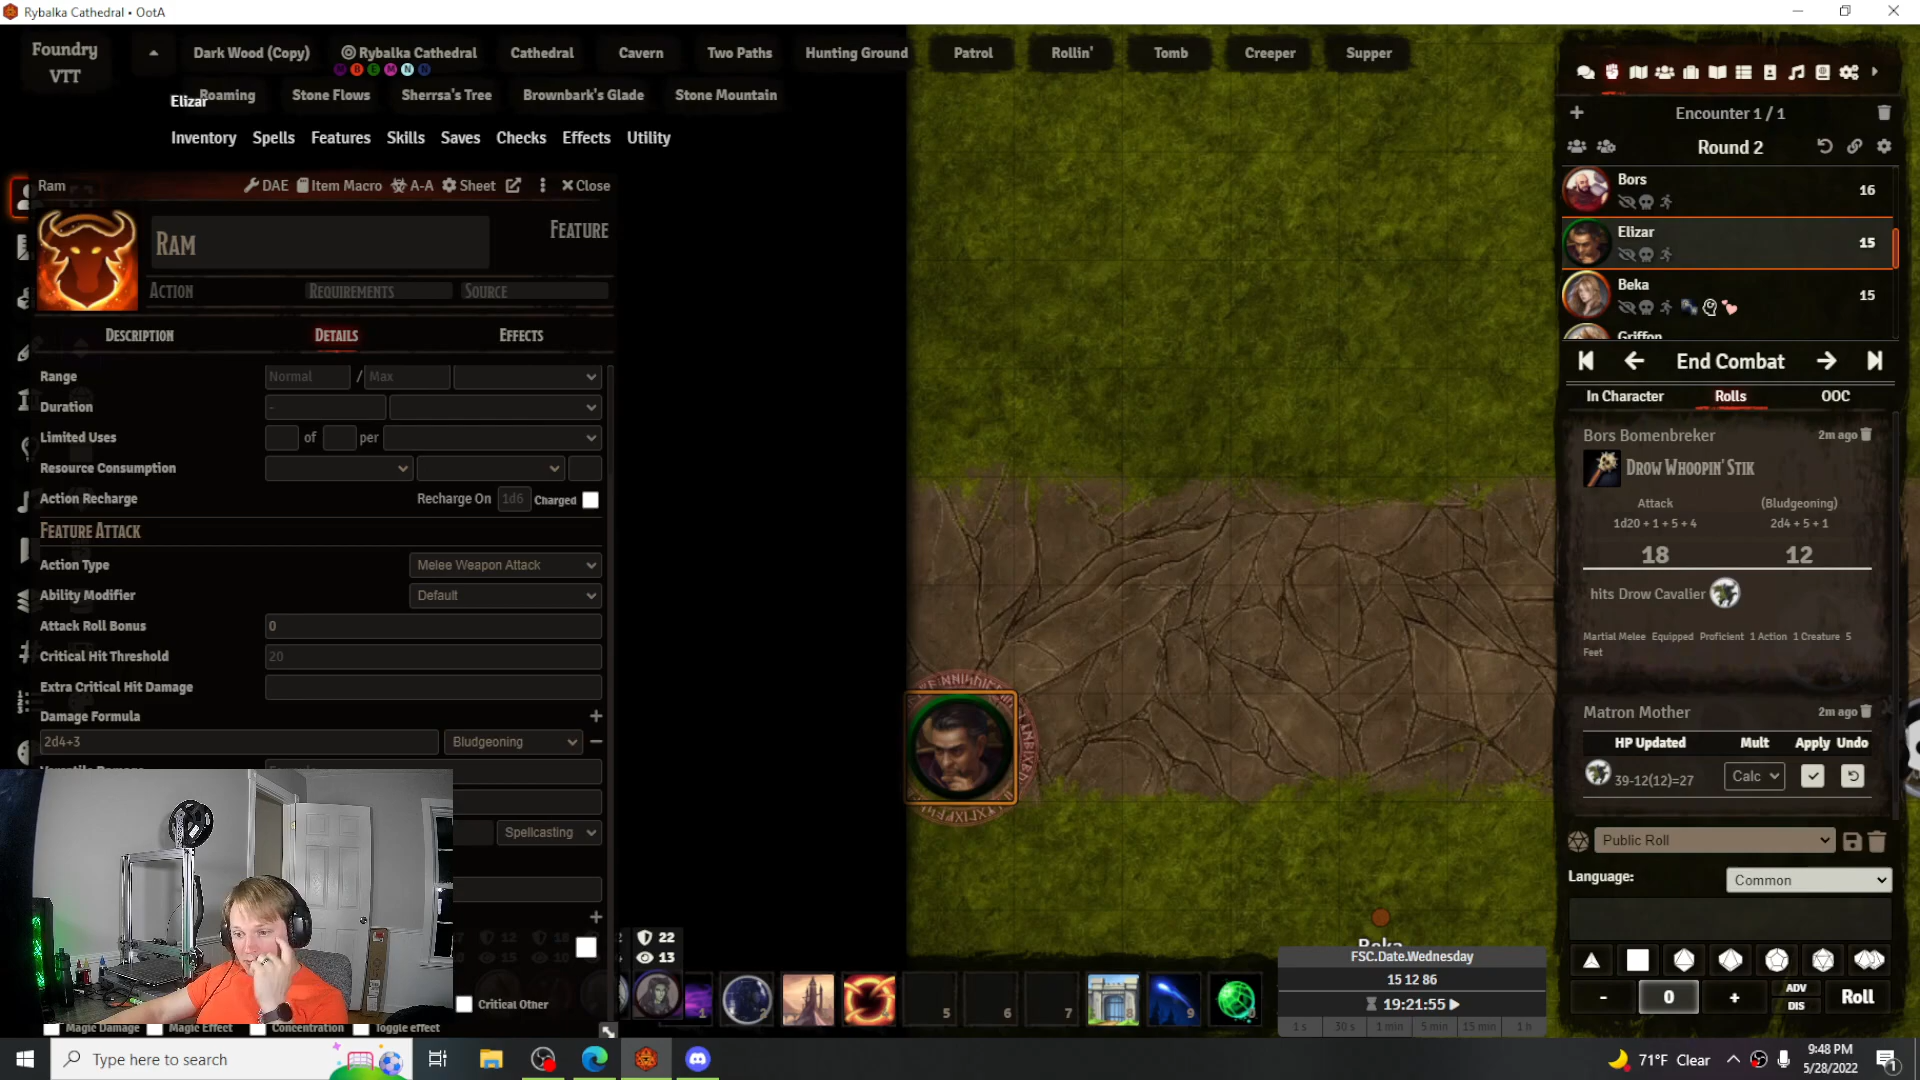 Rybalka Cathedral • OotA
Foundry VTT
Dark Wood (Copy)
Rybalka Cathedral
Cathedral
Cavern
Two Paths
Hunting Ground
Patrol
Rollin'
Tomb
Creeper
Supper
Elizar
Roaming
Stone Flows
Sherrsa's Tree
Brownbark's Glade
Stone Mountain
Inventory Spells Features Skills Saves Checks Effects Utility
Ram
DAE Item Macro A-A Sheet Close
Ram
Feature
Action Requirements Source
Description Details Effects
Range Normal / Max
Duration -
Limited Uses of per
Resource Consumption
Action Recharge Recharge On 1d6 Charged
Feature Attack
Action Type Melee Weapon Attack
Ability Modifier Default
Attack Roll Bonus 0
Critical Hit Threshold 20
Extra Critical Hit Damage
Damage Formula
2d4+3 Bludgeoning
Spellcasting
22
13
Critical Other
Magic Damage Magic Effect Concentration Toggle effect
1 2 5 6 7 8 9
Beka
FSC.Date.Wednesday
15 12 86
19:21:55
1 s 30 s 1 min 5 min 15 min 1 h
Encounter 1 / 1
Round 2
Bors 16
Elizar 15
Beka 15
Griffon
End Combat
In Character Rolls OOC
Bors Bomenbreker 2m ago
Drow Whoopin' Stik
Attack (Bludgeoning)
1d20 + 1 + 5 + 4 2d4 + 5 + 1
18 12
hits Drow Cavalier
Martial Melee Equipped Proficient 1 Action 1 Creature 5
Feet
Matron Mother 2m ago
HP Updated Mult Apply Undo
39-12(12)=27 Calc
Public Roll
Language: Common
- 0 + ADV DIS Roll
Type here to search
71°F Clear
9:48 PM
5/28/2022
1